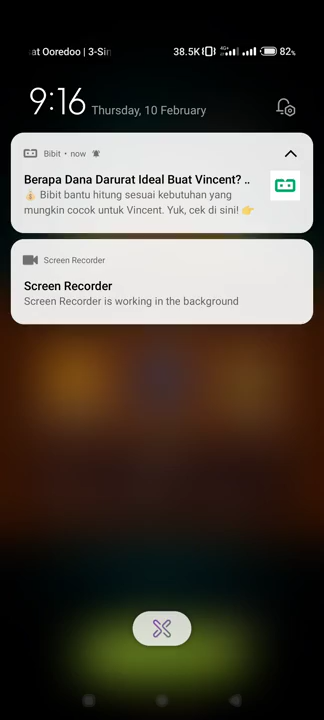 at Ooredoo | 3-Sin 38.5K 4G+ 82%
9:16 Thursday, 10 February
Bibit • now
Berapa Dana Darurat Ideal Buat Vincent? ..
💰 Bibit bantu hitung sesuai kebutuhan yang
mungkin cocok untuk Vincent. Yuk, cek di sini! 👉
Screen Recorder
Screen Recorder
Screen Recorder is working in the background